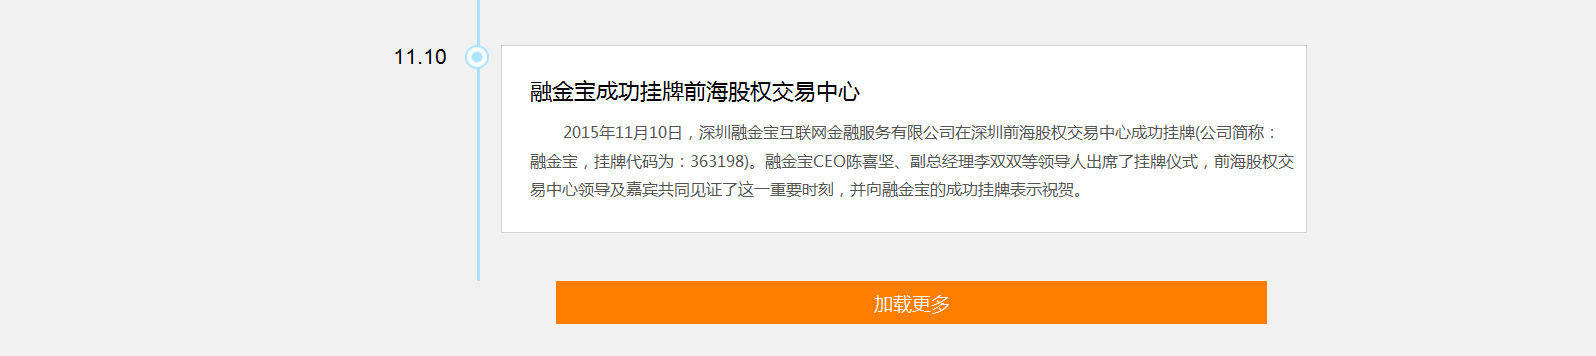 11.10
融金宝成功挂牌前海股权交易中心
2015年11月10日，深圳融金宝互联网金融服务有限公司在深圳前海股权交易中心成功挂牌(公司简称：
融金宝，挂牌代码为：363198)。融金宝CEO陈喜坚、副总经理李双双等领导人出席了挂牌仪式，前海股权交
易中心领导及嘉宾共同见证了这一重要时刻，并向融金宝的成功挂牌表示祝贺。
加载更多